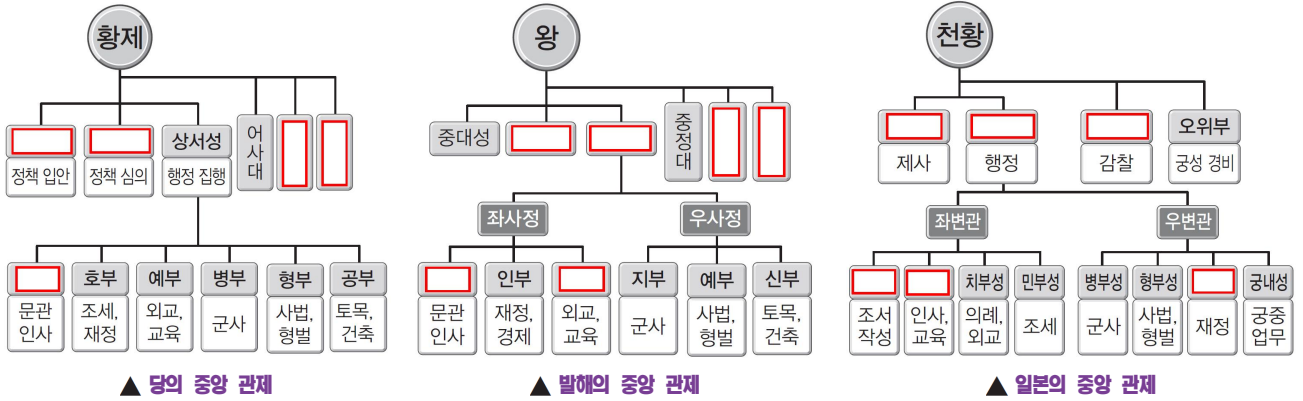 황제
정책 입안
정책 심의
상서성
행정 집행
어사대
문관
인사
호부
조세,
재정
예부
외교,
교육
병부
군사
형부
사법,
형벌
공부
토목,
건축
▲ 당의 중앙 관제
왕
중대성
중정대
좌사정
우사정
문관
인사
인부
재정,
경제
외교,
교육
지부
군사
예부
사법,
형벌
신부
토목,
건축
▲ 발해의 중앙 관제
천황
제사
행정
감찰
오위부
궁성 경비
좌변관
우변관
조서
작성
인사,
교육
치부성
의례,
외교
민부성
조세
병부성
군사
형부성
사법,
형벌
재정
궁내성
궁중
업무
▲ 일본의 중앙 관제